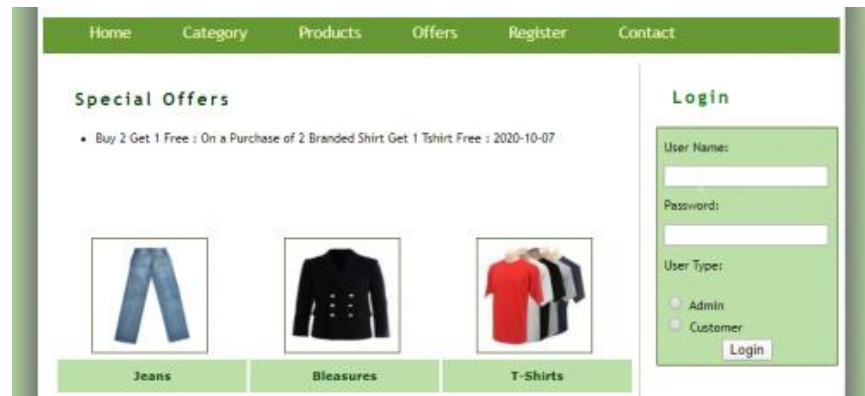 Home Category Products Offers Register Contact
Special Offers
Buy 2 Get 1 Free : On a Purchase of 2 Branded Shirt Get 1 Tshirt Free : 2020-10-07
Jeans Bleasures T-Shirts
Login
User Name:
Password:
User Type:
Admin
Customer
Login